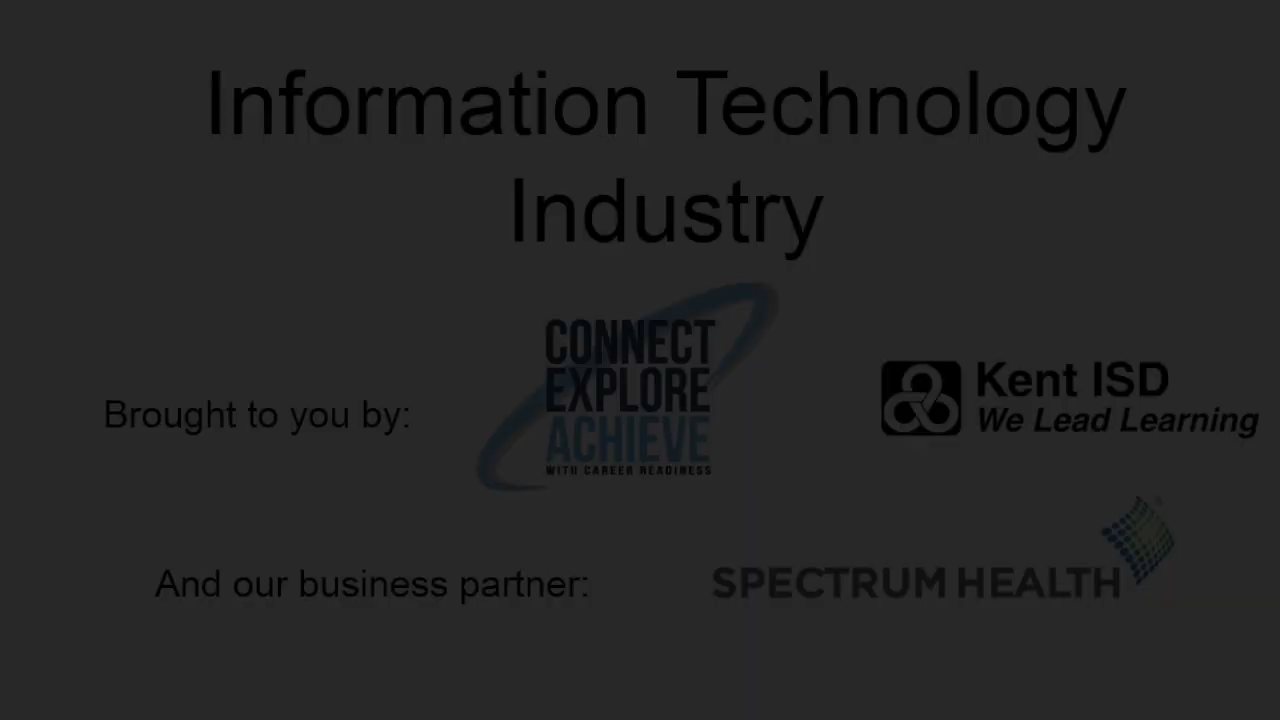 Information Technology
Industry
CONNECT
EXPLORE
ACHIEVE
WITH CAREER READINESS
Brought to you by:
Kent ISD
We Lead Learning
And our business partner:
SPECTRUM HEALTH